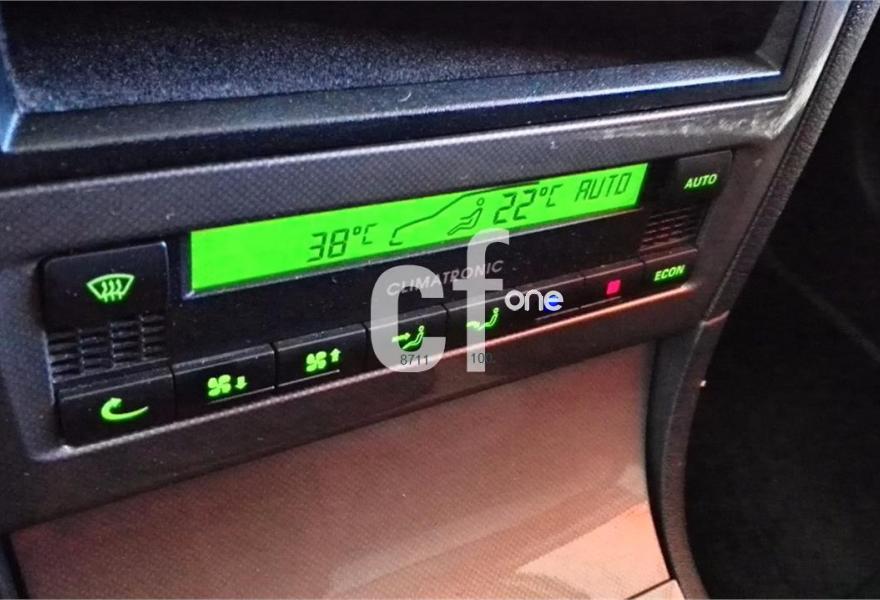 AUTO
38°C 22°C AUTO
CLIMATRONIC
ECON
cf one
8711 100